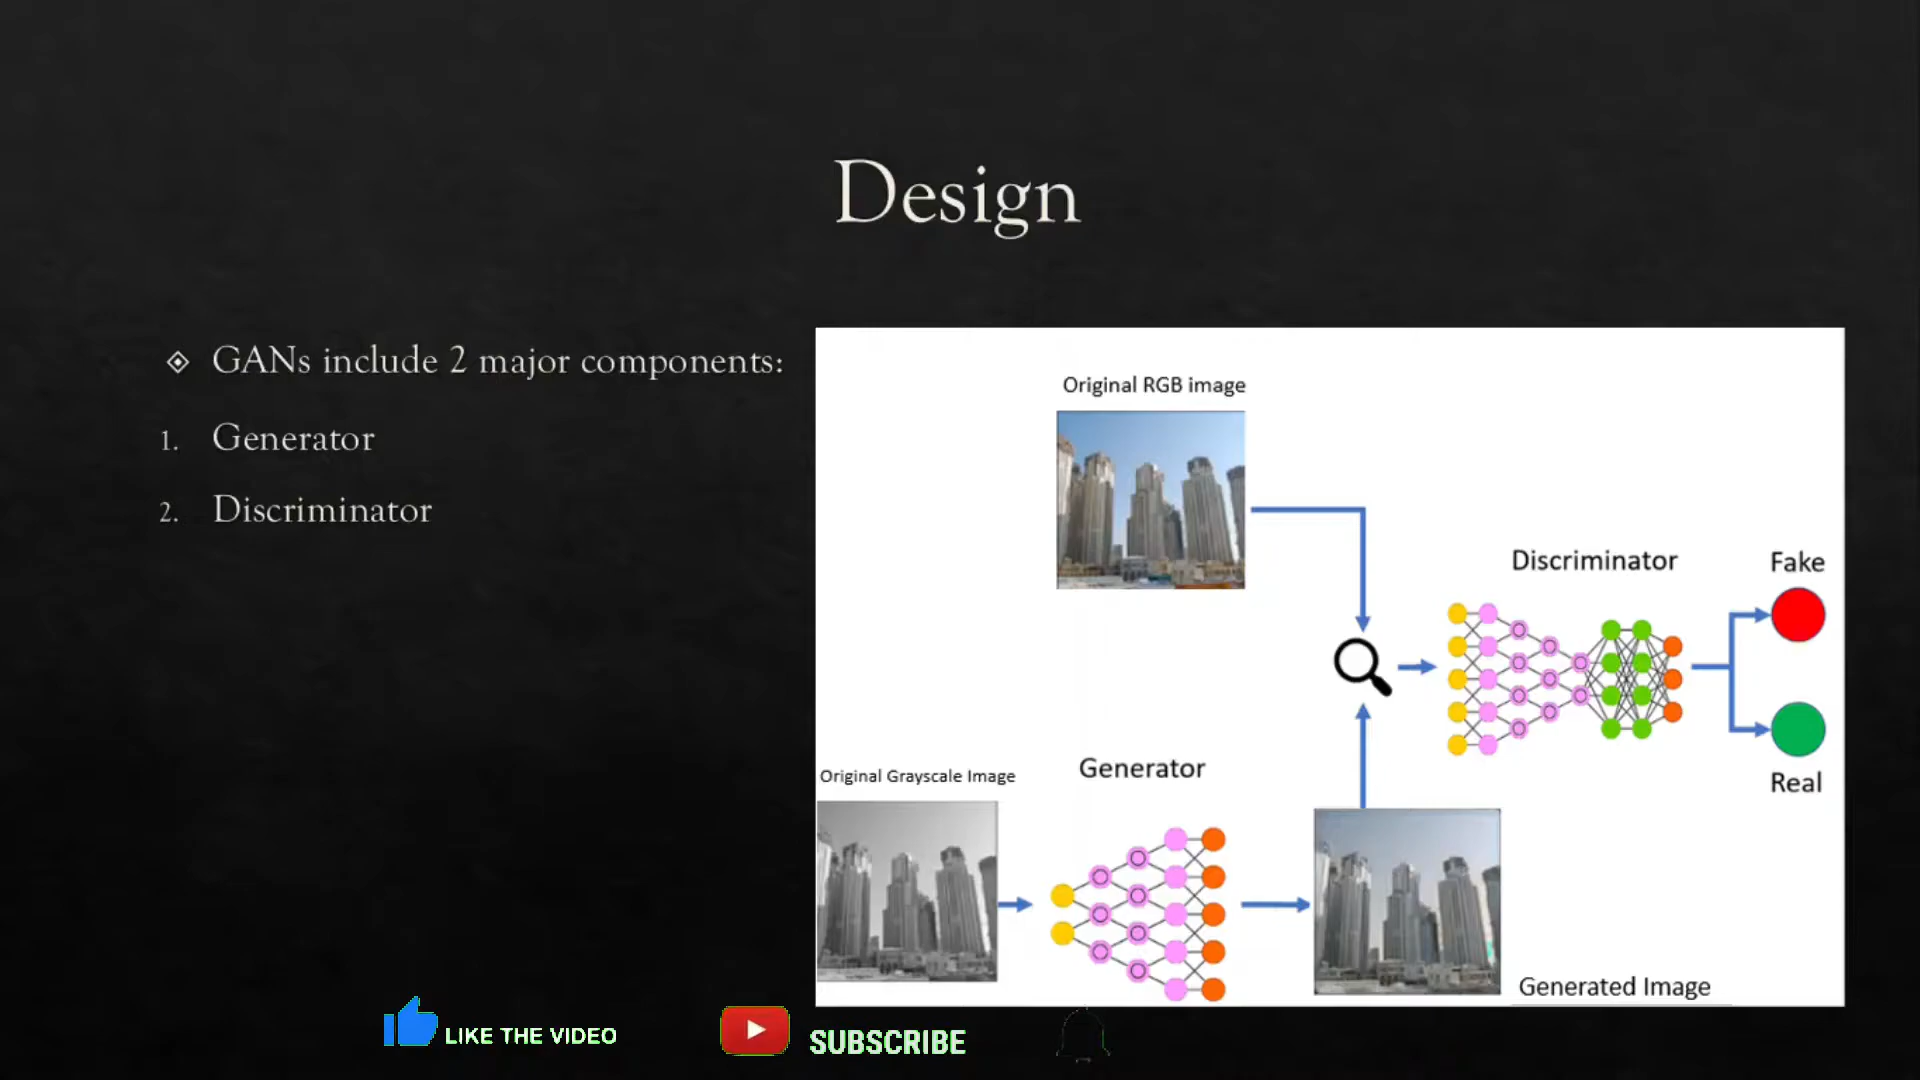 Design
GANs include 2 major components:
1. Generator
2. Discriminator
Original RGB image
Discriminator
Fake
Real
Original Grayscale Image
Generator
Generated Image
LIKE THE VIDEO
SUBSCRIBE